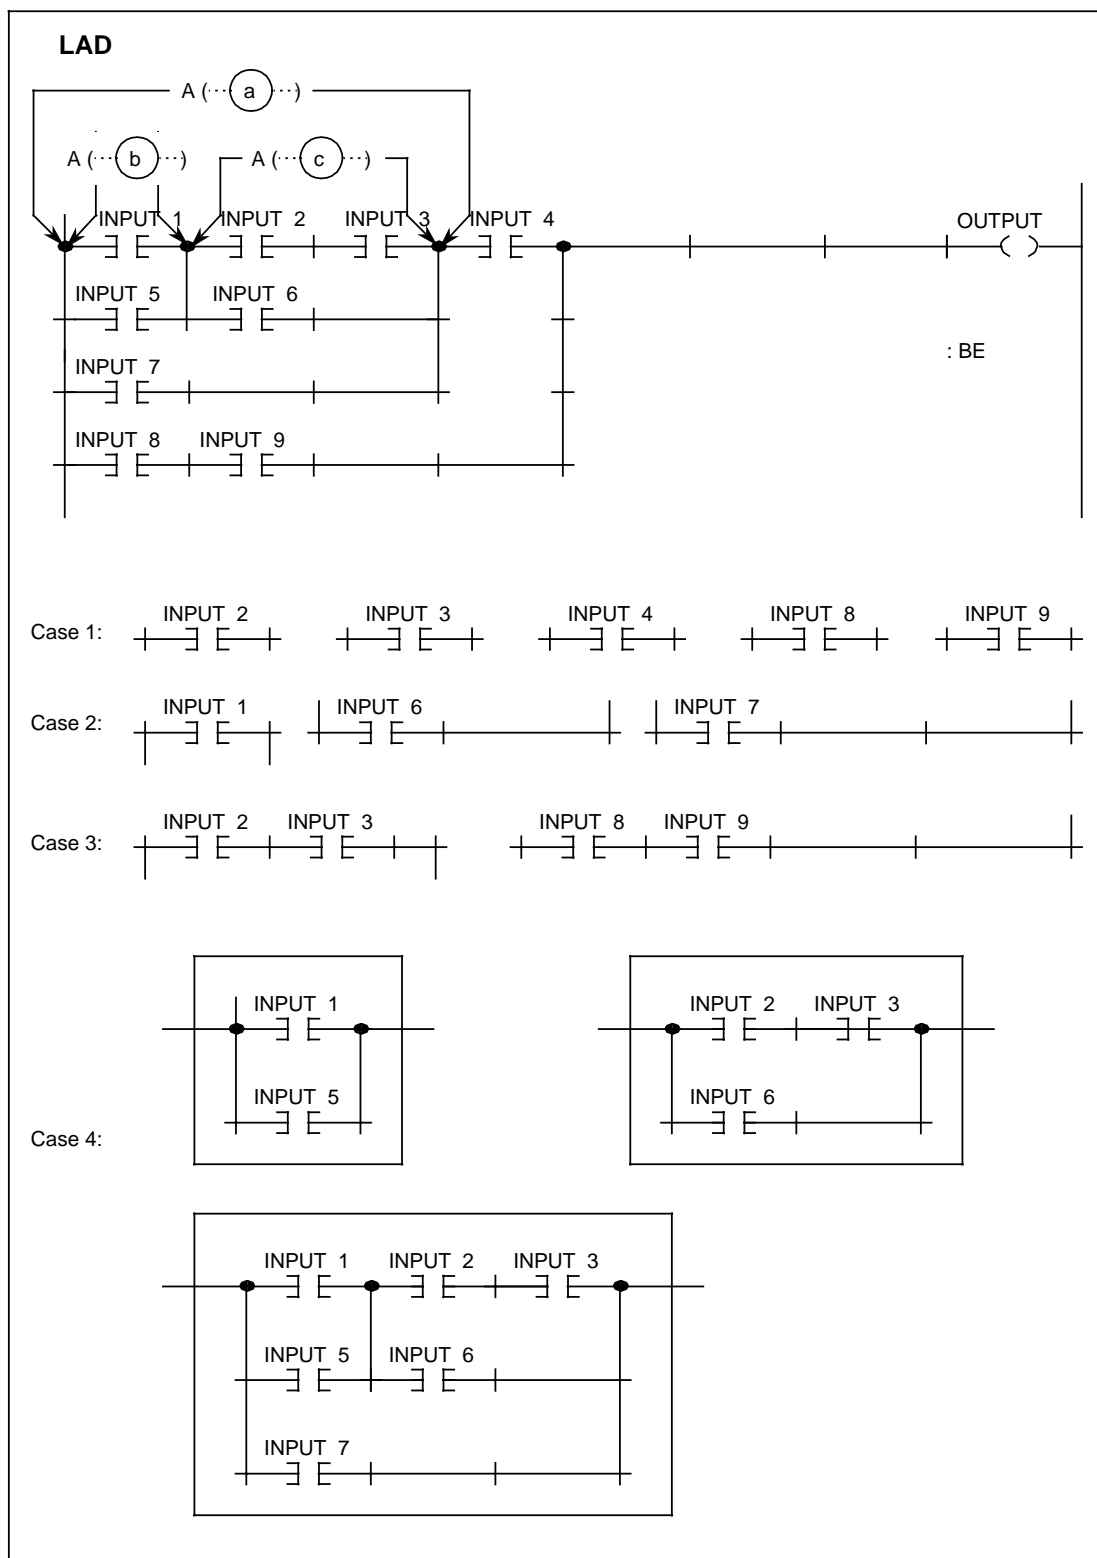 LAD
A (····· a ·····)
A (····· b ·····) A (····· c ·····)
INPUT 1 INPUT 2 INPUT 3 INPUT 4 OUTPUT
INPUT 5 INPUT 6
: BE
INPUT 7
INPUT 8 INPUT 9
Case 1: INPUT 2 INPUT 3 INPUT 4 INPUT 8 INPUT 9
Case 2: INPUT 1 INPUT 6 INPUT 7
Case 3: INPUT 2 INPUT 3 INPUT 8 INPUT 9
INPUT 1 INPUT 2 INPUT 3
INPUT 5 INPUT 6
Case 4:
INPUT 1 INPUT 2 INPUT 3
INPUT 5 INPUT 6
INPUT 7